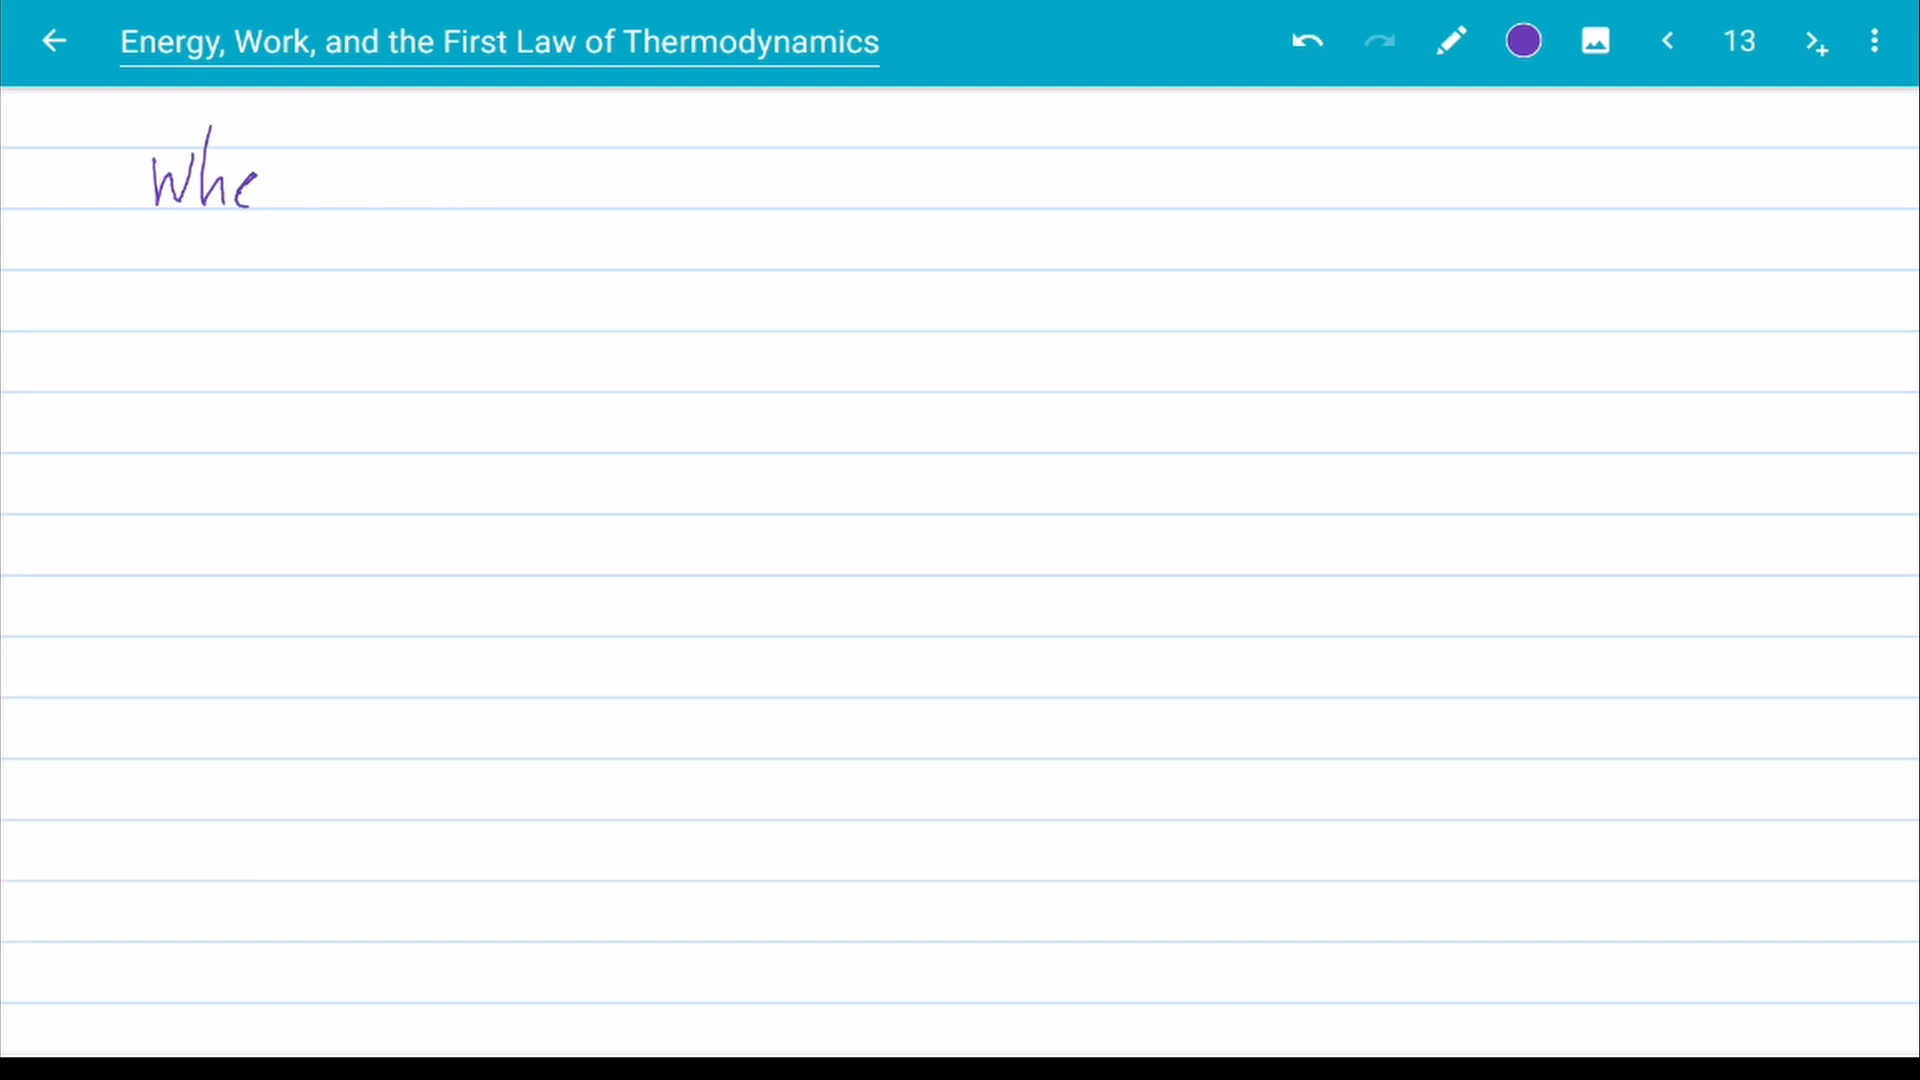 Energy, Work, and the First Law of Thermodynamics
13
Whe